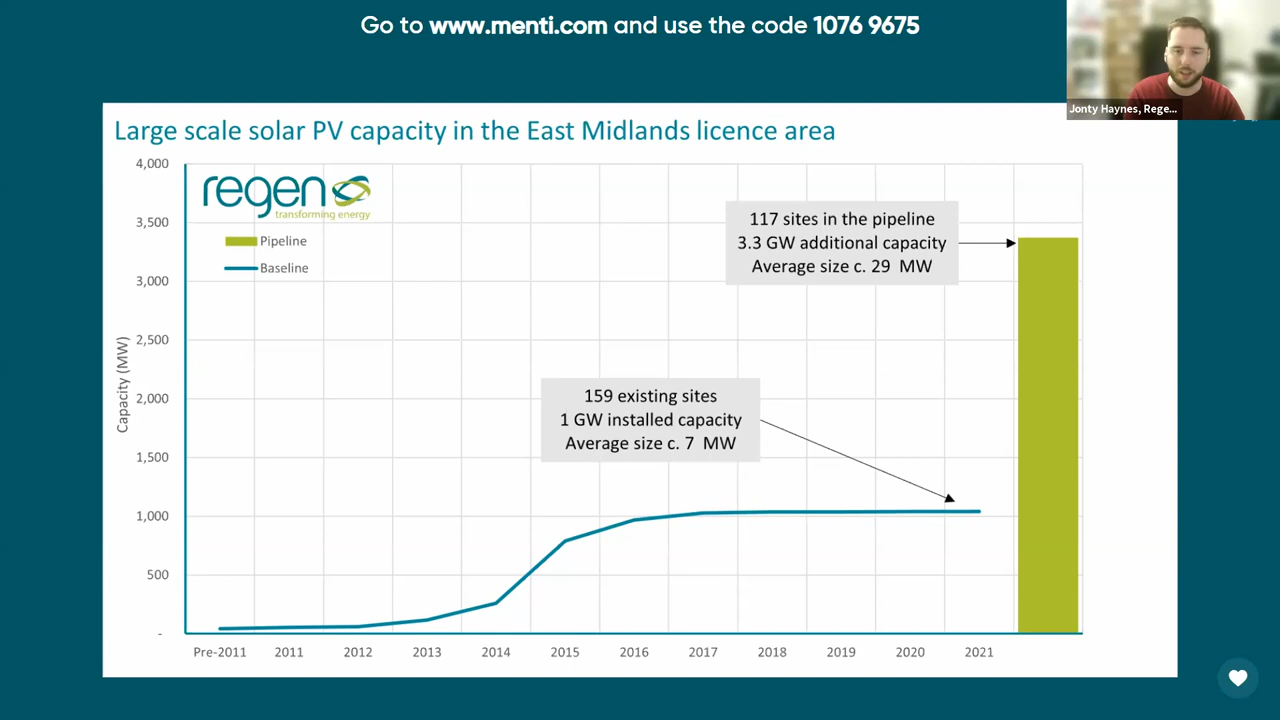 Go to www.menti.com and use the code 1076 9675
Jonty Haynes, Rege...
Large scale solar PV capacity in the East Midlands licence area
regen
transforming energy
Pipeline
Baseline
Capacity (MW)
4,000
3,500
3,000
2,500
2,000
1,500
1,000
500
-
117 sites in the pipeline
3.3 GW additional capacity
Average size c. 29 MW
159 existing sites
1 GW installed capacity
Average size c. 7 MW
Pre-2011 2011 2012 2013 2014 2015 2016 2017 2018 2019 2020 2021